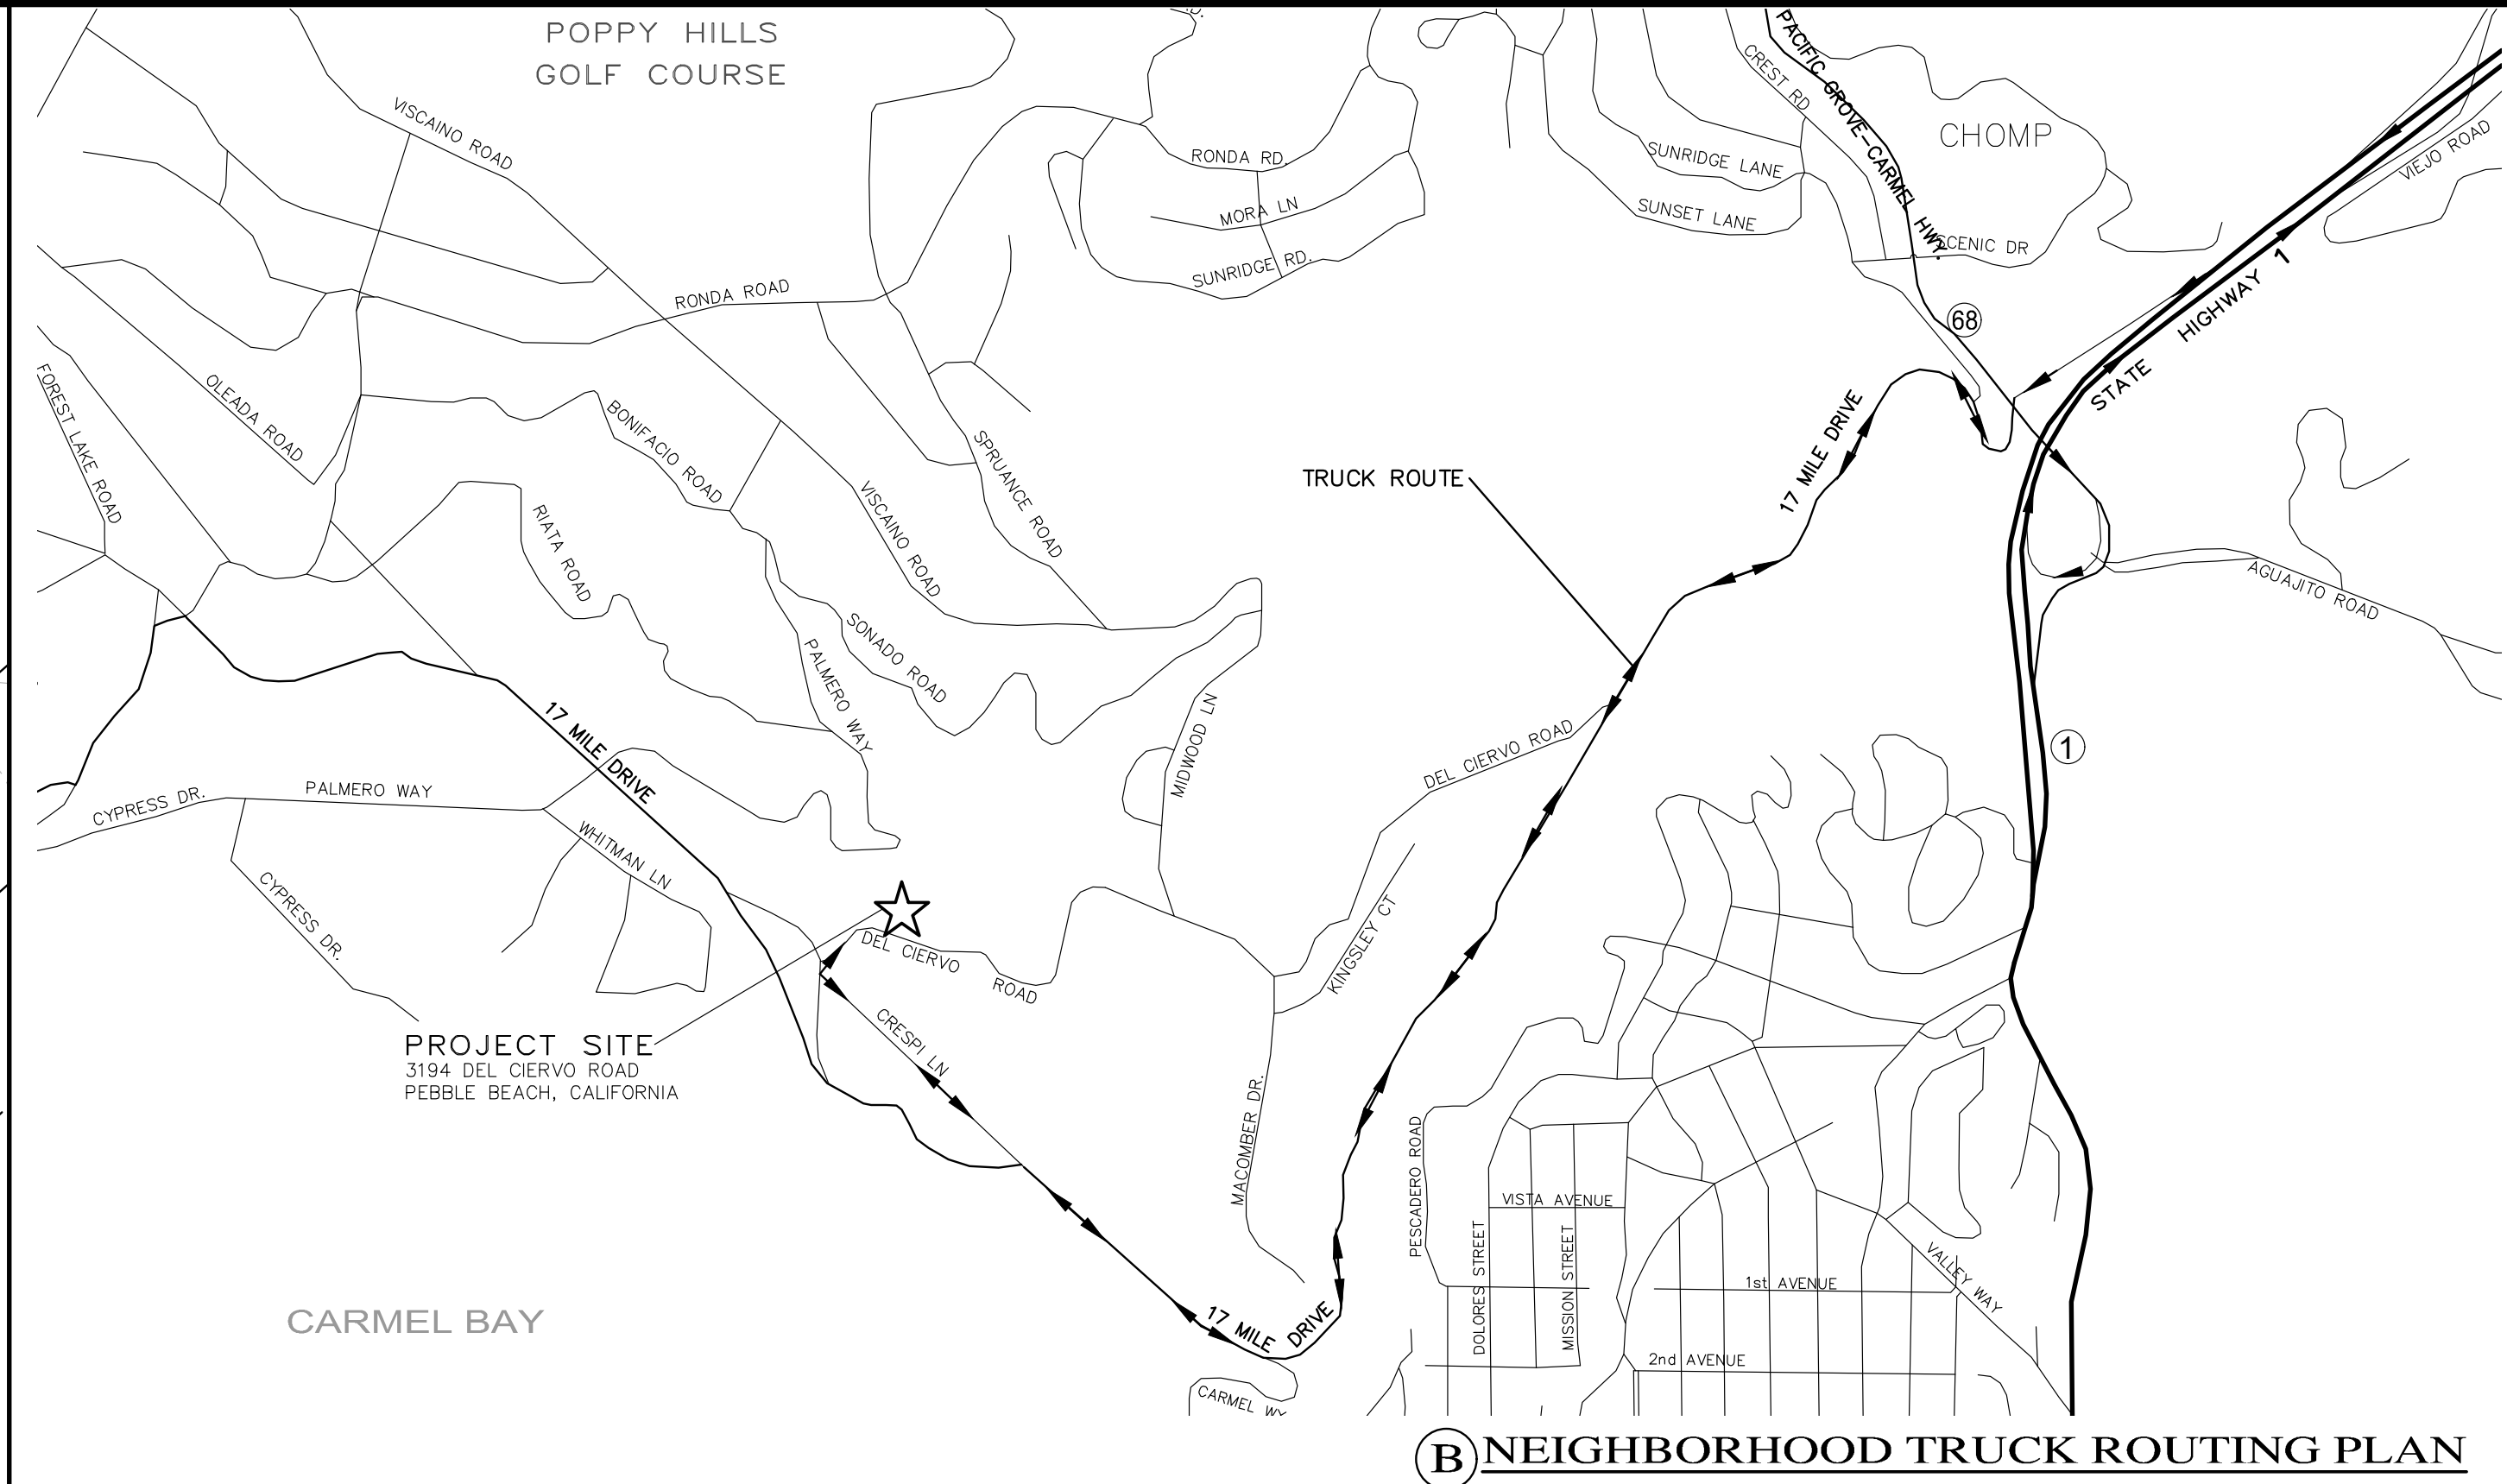 POPPY HILLS
GOLF COURSE
VISCAINO ROAD
RONDA RD.
MORA LN
SUNRIDGE RD.
RONDA ROAD
CREST RD
PACIFIC GROVE-CARMEL HWY.
SUNRIDGE LANE
SUNSET LANE
CHOMP
SCENIC DR
VIEJO ROAD
68
STATE HIGHWAY 1
FOREST LAKE ROAD
OLEADA ROAD
BONIFACIO ROAD
RIATA ROAD
VISCAINO ROAD
SPRUANCE ROAD
TRUCK ROUTE
17 MILE DRIVE
AGUAJITO ROAD
SONADO ROAD
PALMERO WAY
MIDWOOD LN
DEL CIERVO ROAD
1
17 MILE DRIVE
CYPRESS DR.
PALMERO WAY
WHITMAN LN
CYPRESS DR.
DEL CIERVO ROAD
KINGSLEY CT
CRESPI LN
PROJECT SITE
3194 DEL CIERVO ROAD
PEBBLE BEACH, CALIFORNIA
MACOMBER DR.
PESCADERO ROAD
VISTA AVENUE
DOLORES STREET
MISSION STREET
1st AVENUE
VALLEY WAY
2nd AVENUE
17 MILE DRIVE
CARMEL BAY
CARMEL WY
B NEIGHBORHOOD TRUCK ROUTING PLAN